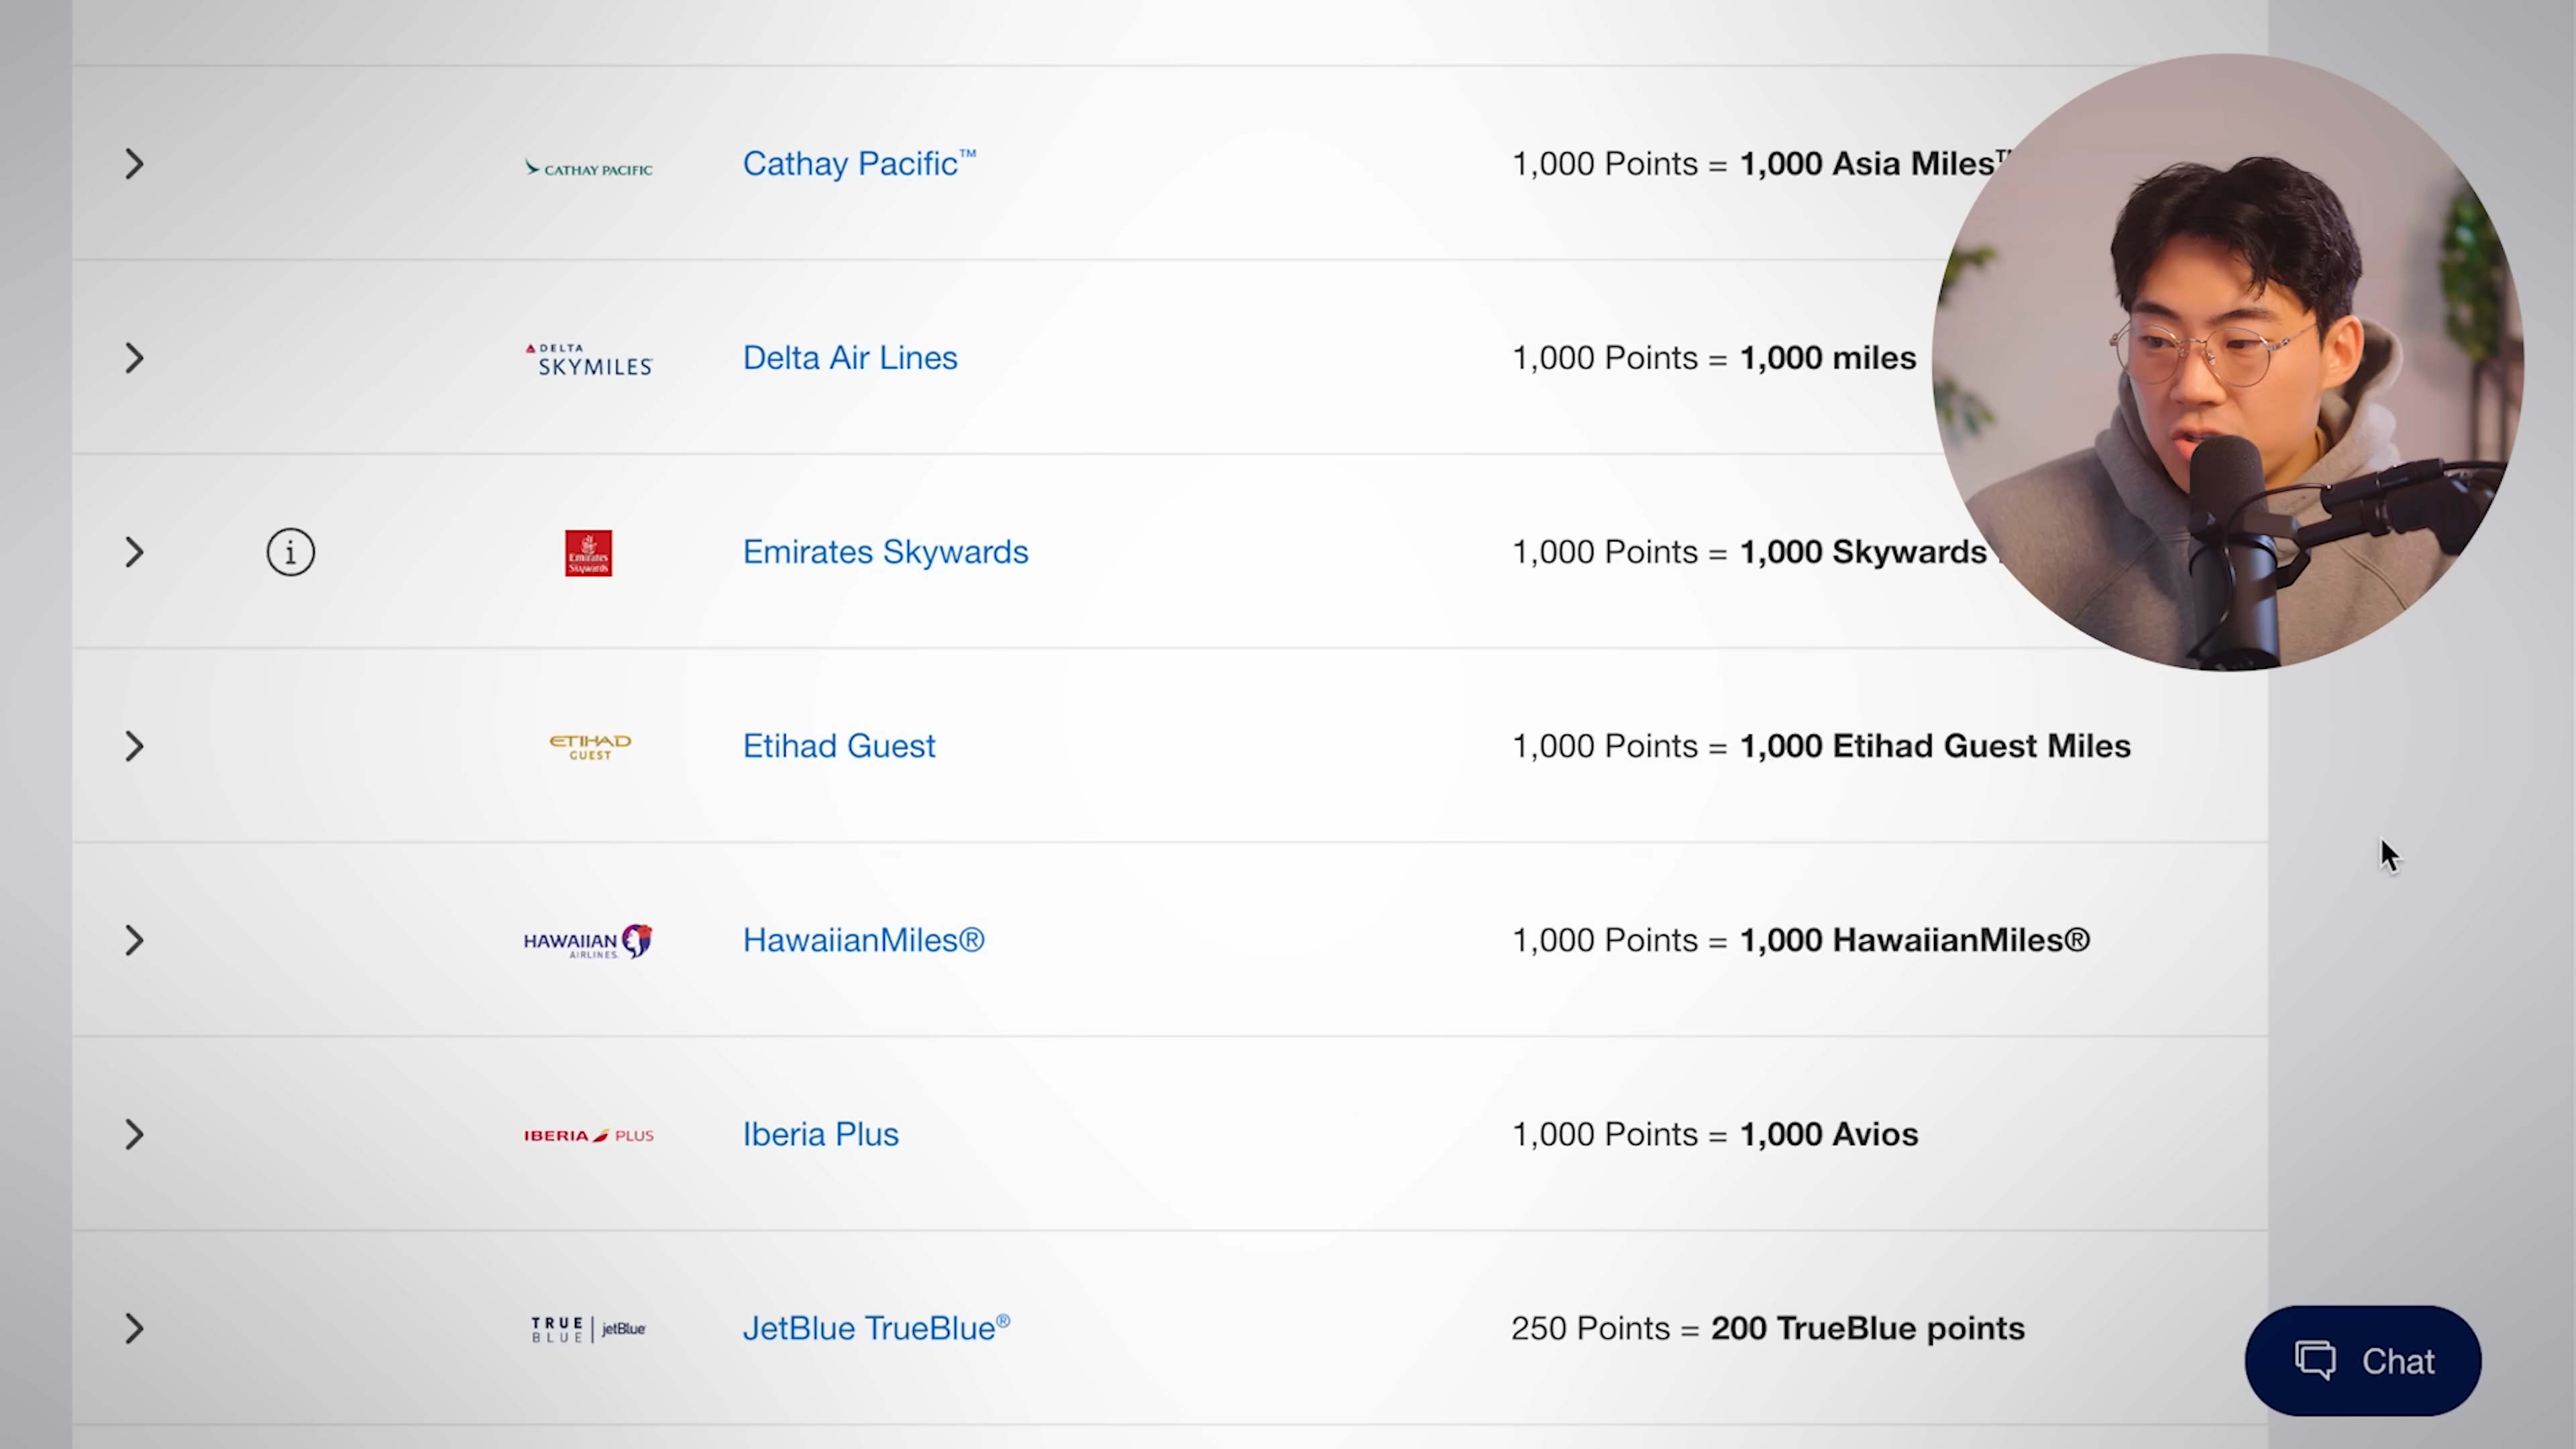 CATHAY PACIFIC Cathay Pacific™ 1,000 Points = 1,000 Asia Miles
DELTA
SKYMILES Delta Air Lines 1,000 Points = 1,000 miles
Emirates
Skywards Emirates Skywards 1,000 Points = 1,000 Skywards
ETIHAD
GUEST Etihad Guest 1,000 Points = 1,000 Etihad Guest Miles
HAWAIIAN
AIRLINES. HawaiianMiles® 1,000 Points = 1,000 HawaiianMiles®
IBERIA PLUS Iberia Plus 1,000 Points = 1,000 Avios
TRUE
BLUE jetBlue JetBlue TrueBlue® 250 Points = 200 TrueBlue points
Chat